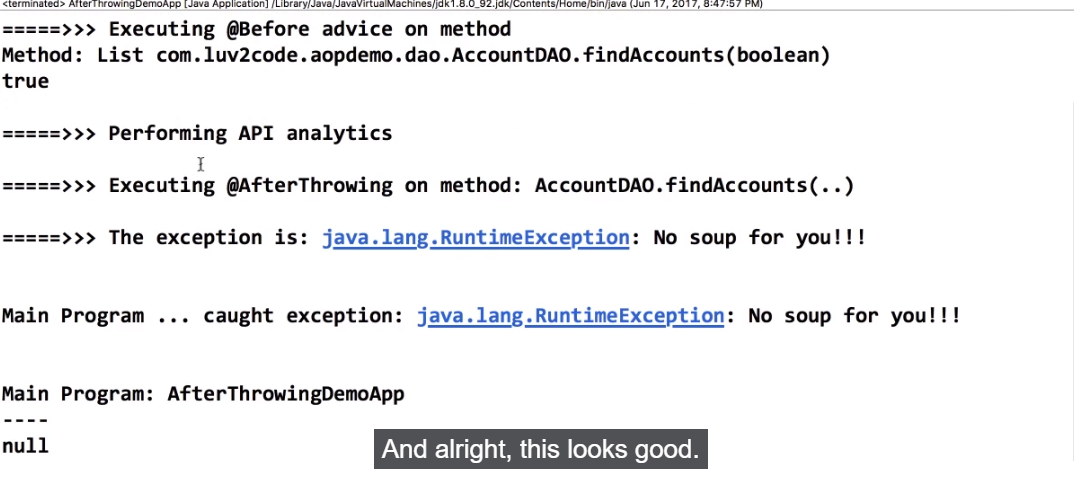 <terminated> AfterThrowingDemoApp [Java Application] /Library/Java/JavaVirtualMachines/jdk1.8.0_92.jdk/Contents/Home/bin/java (Jun 17, 2017, 8:47:57 PM)
=====>>> Executing @Before advice on method
Method: List com.luv2code.aopdemo.dao.AccountDAO.findAccounts(boolean)
true
=====>>> Performing API analytics
=====>>> Executing @AfterThrowing on method: AccountDAO.findAccounts(..)
=====>>> The exception is: java.lang.RuntimeException: No soup for you!!!
Main Program ... caught exception: java.lang.RuntimeException: No soup for you!!!
Main Program: AfterThrowingDemoApp
----
null
And alright, this looks good.